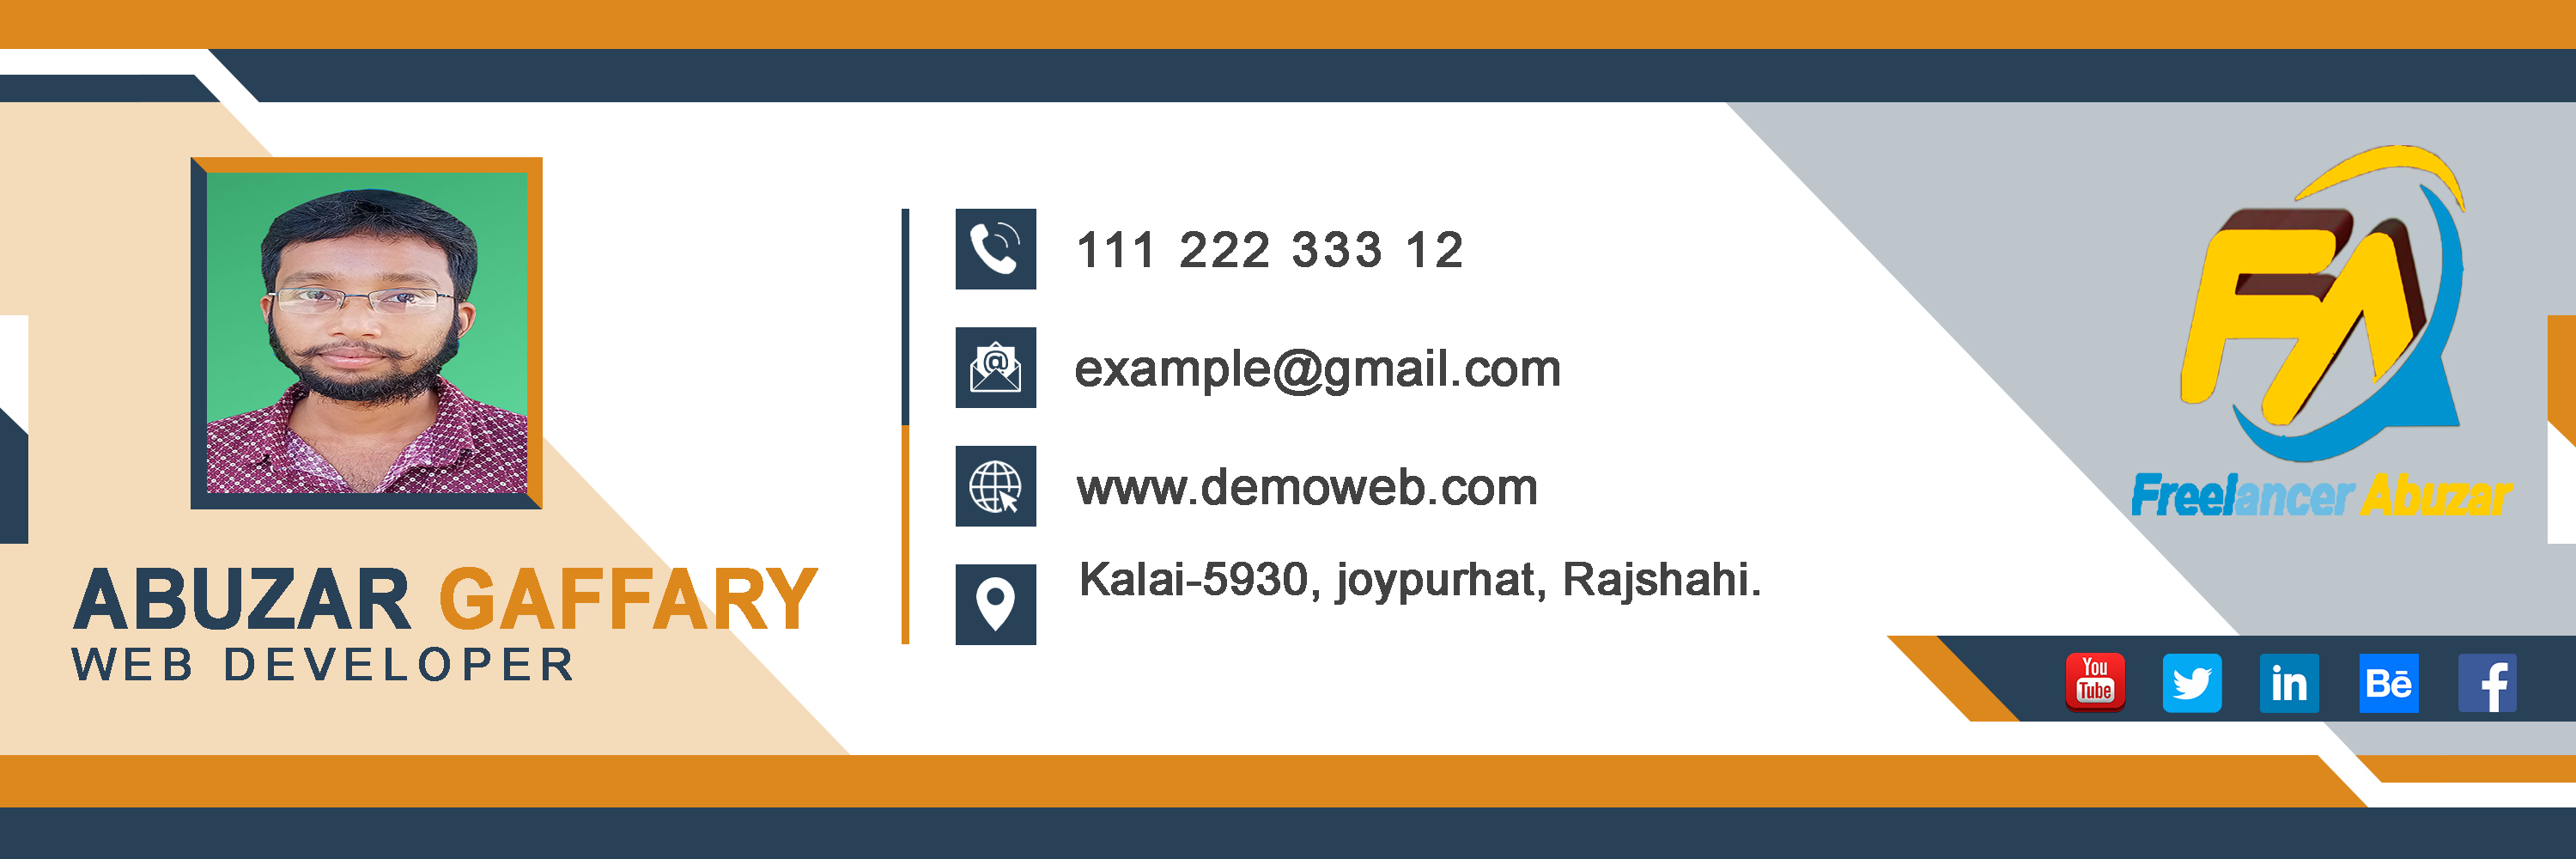 ABUZAR GAFFARY
WEB DEVELOPER
111 222 333 12
example@gmail.com
www.demoweb.com
Kalai-5930, joypurhat, Rajshahi.
FA
Freelancer Abuzar
You
Tube
in
Bē
f